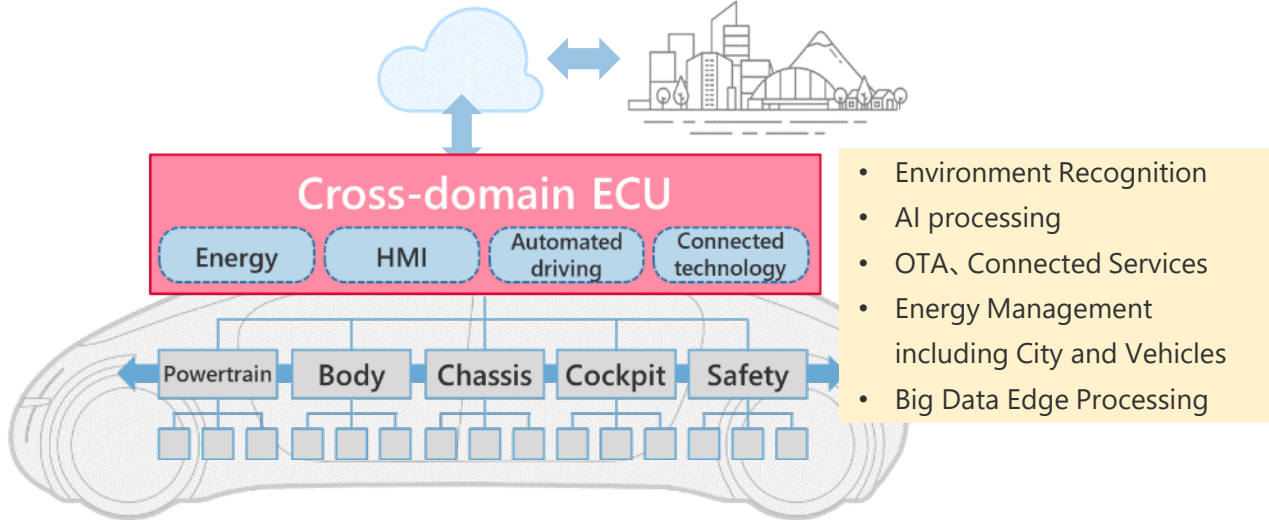 Cross-domain ECU
Energy
HMI
Automated
driving
Connected
technology
Powertrain
Body
Chassis
Cockpit
Safety
• Environment Recognition
• AI processing
• OTA、Connected Services
• Energy Management
including City and Vehicles
• Big Data Edge Processing